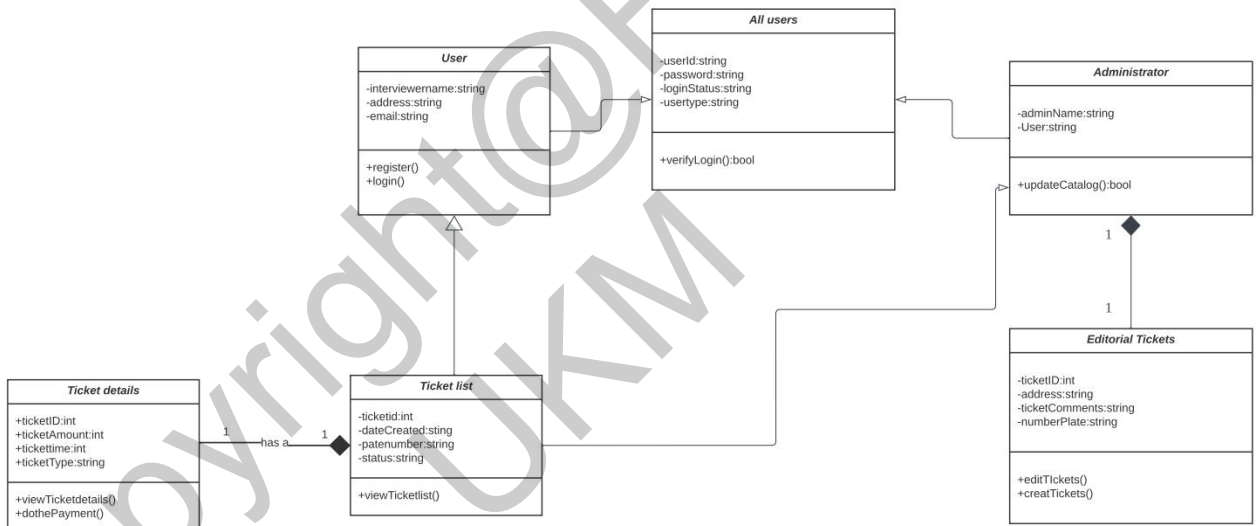 All users
-userId:string
-password:string
-loginStatus:string
-usertype:string
+verifyLogin():bool
User
-interviewername:string
-address:string
-email:string
+register()
+login()
Administrator
-adminName:string
-User:string
+updateCatalog():bool
1
1
Editorial Tickets
-ticketID:int
-address:string
-ticketComments:string
-numberPlate:string
+editTIckets()
+creatTickets()
Ticket details
+ticketID:int
+ticketAmount:int
+tickettime:int
+ticketType:string
+viewTicketdetails()
+dothePayment()
1
has a
1
Ticket list
-ticketid:int
-dateCreated:sting
-patenumber:string
-status:string
+viewTicketlist()
opyright@F
UKM